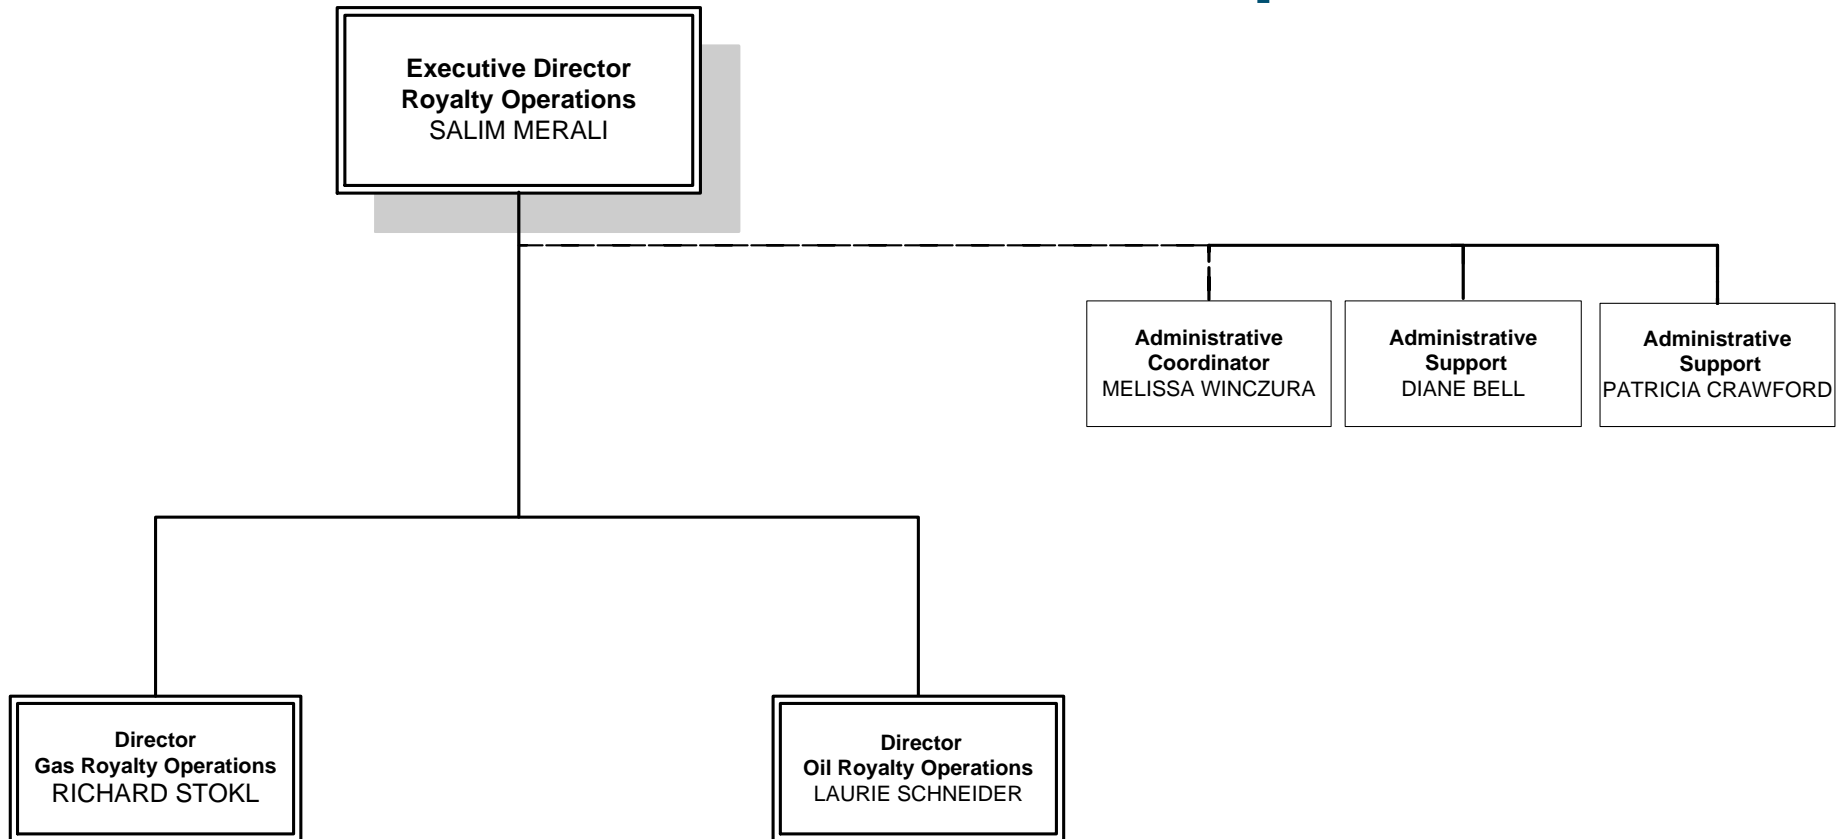 Executive Director
Royalty Operations
SALIM MERALI
Administrative
Coordinator
MELISSA WINCZURA
Administrative
Support
DIANE BELL
Administrative
Support
PATRICIA CRAWFORD
Director
Gas Royalty Operations
RICHARD STOKL
Director
Oil Royalty Operations
LAURIE SCHNEIDER